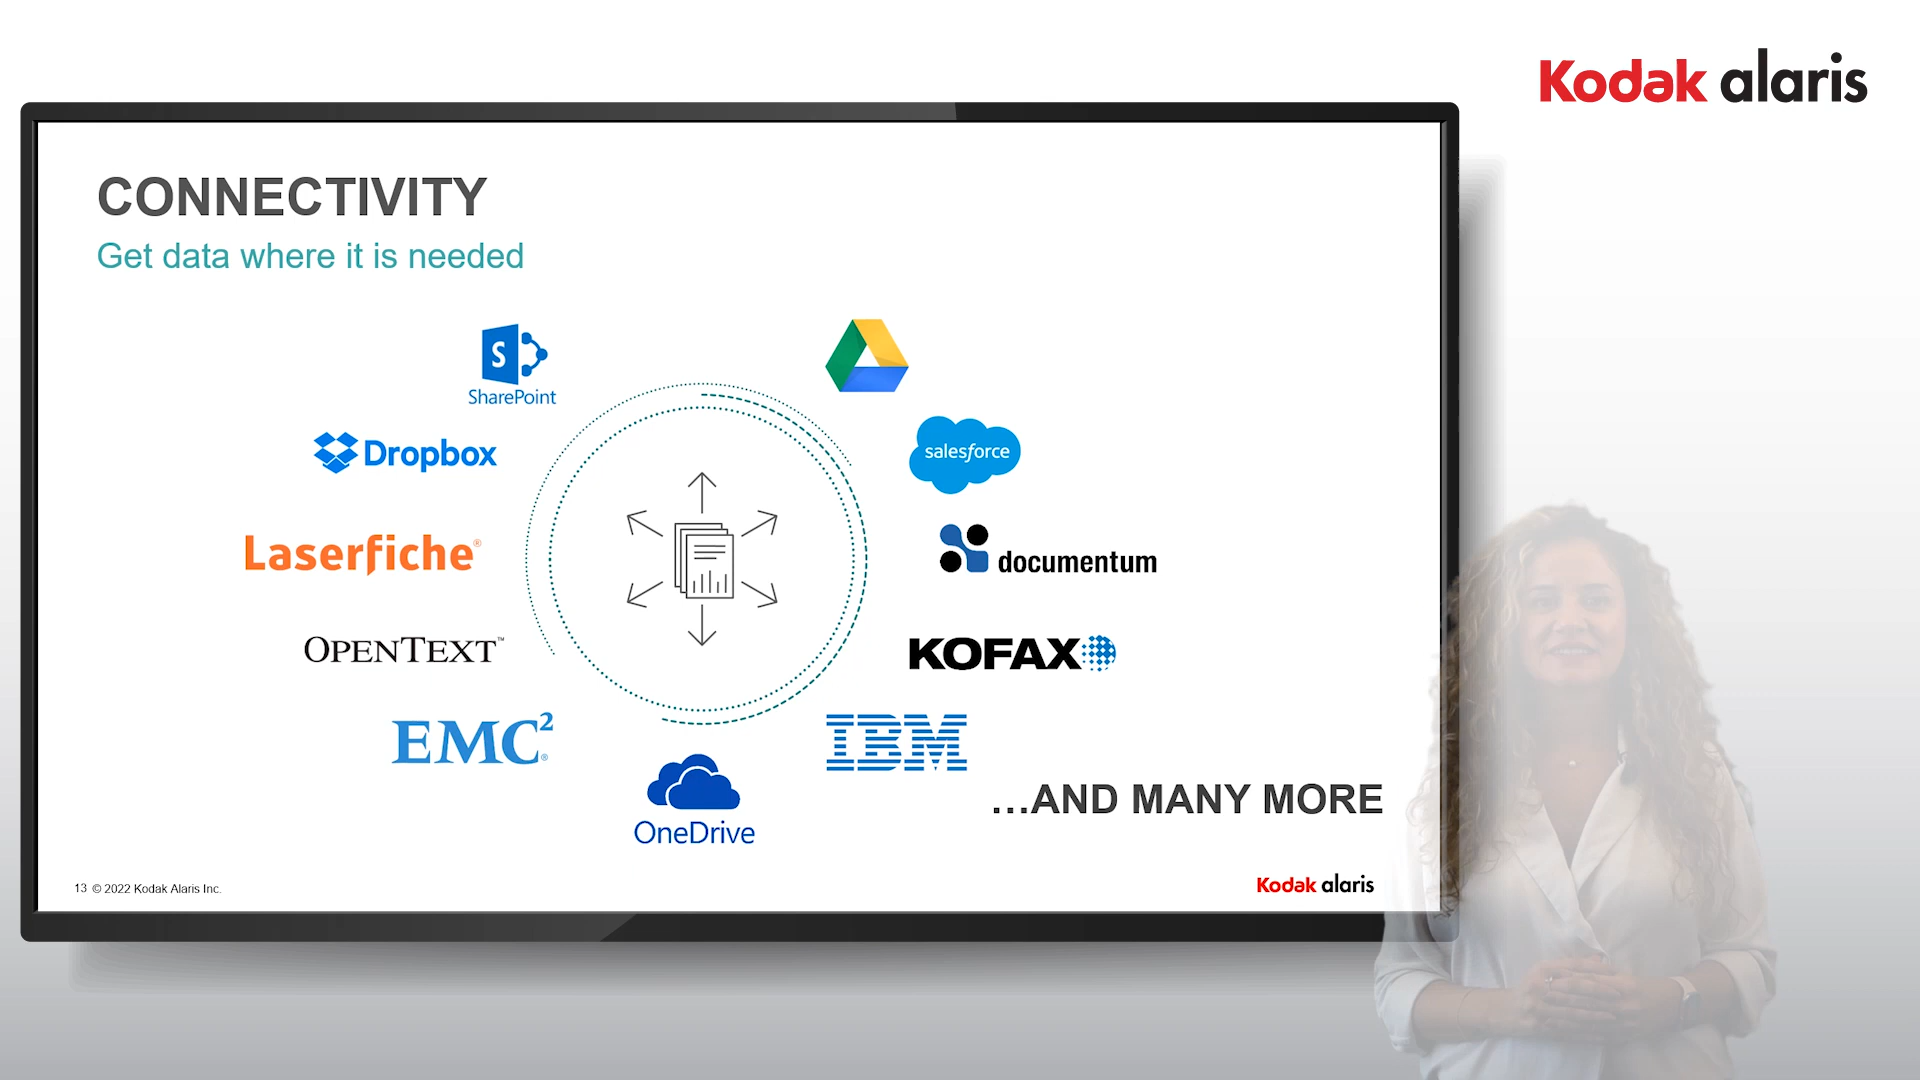 Kodak alaris
CONNECTIVITY
Get data where it is needed
S
SharePoint
Dropbox
salesforce
Laserfiche®
documentum
OPENTEXT™
KOFAX
EMC²®
IBM
OneDrive
...AND MANY MORE
13 © 2022 Kodak Alaris Inc.
Kodak alaris